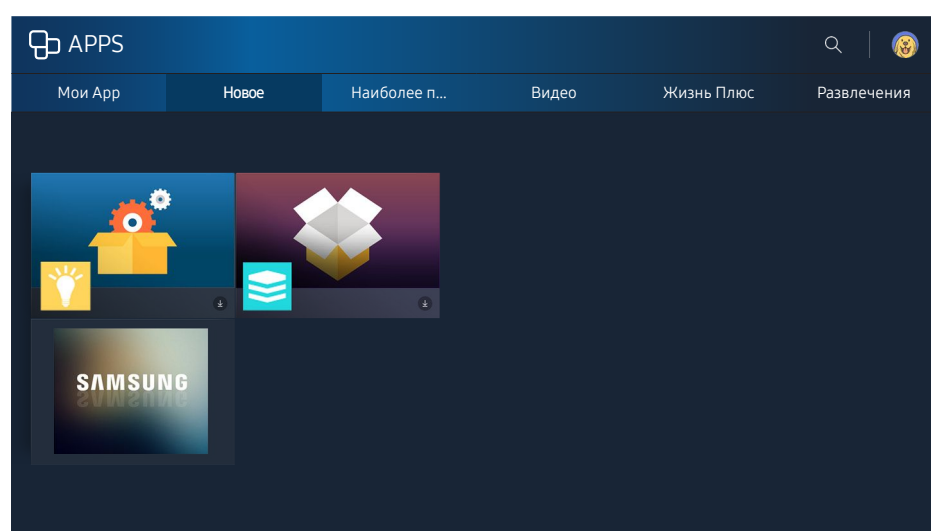 APPS
Мои App Новое Наиболее п... Видео Жизнь Плюс Развлечения
SAMSUNG